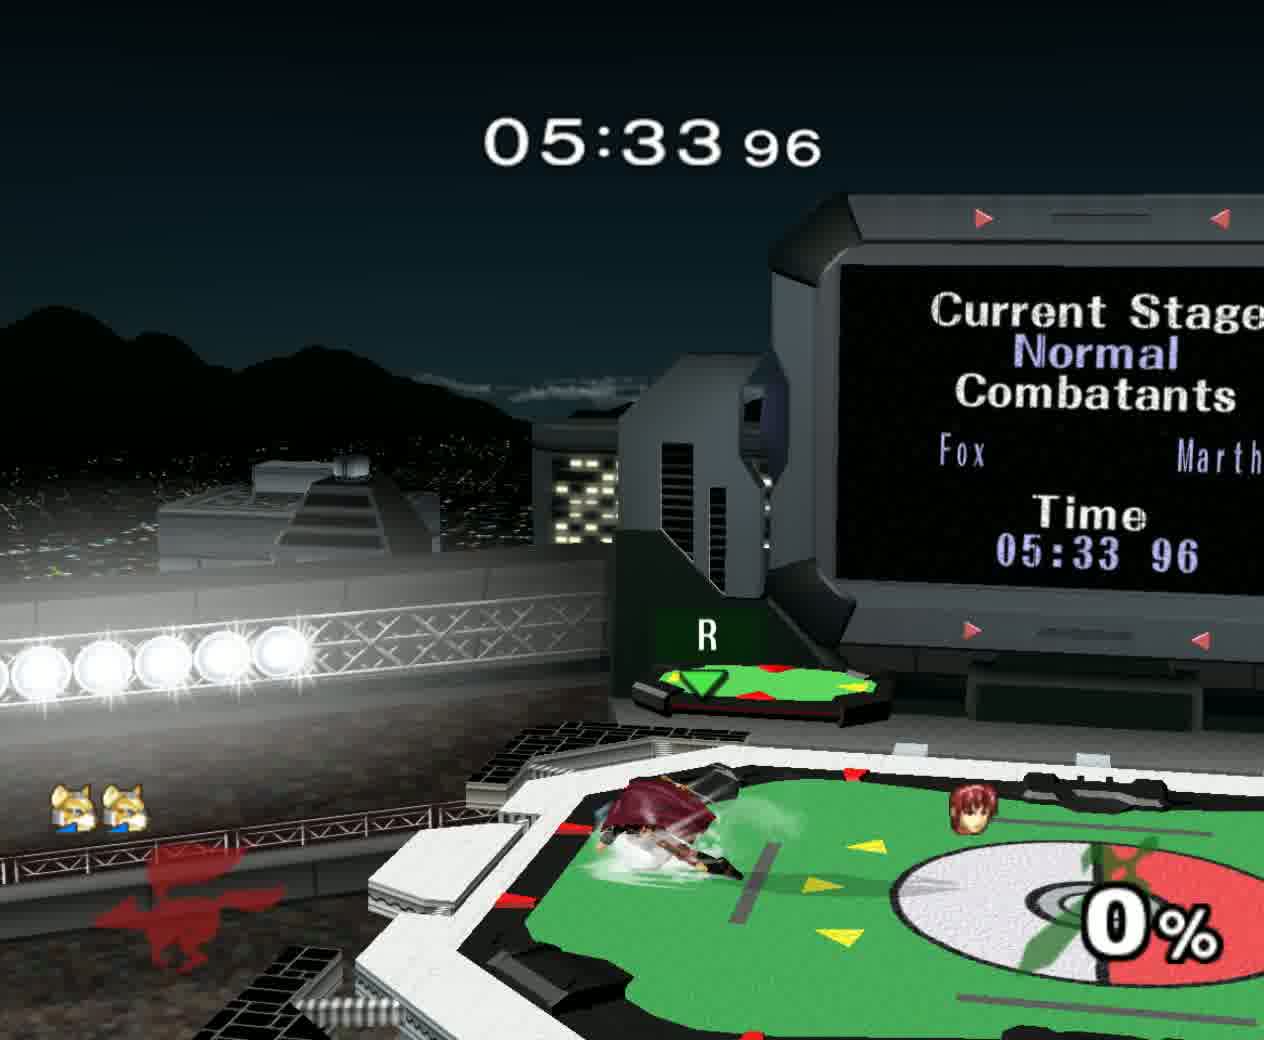 05:33 96
Current Stage
Normal
Combatants
Fox Marth
Time
05:33 96
R
0%